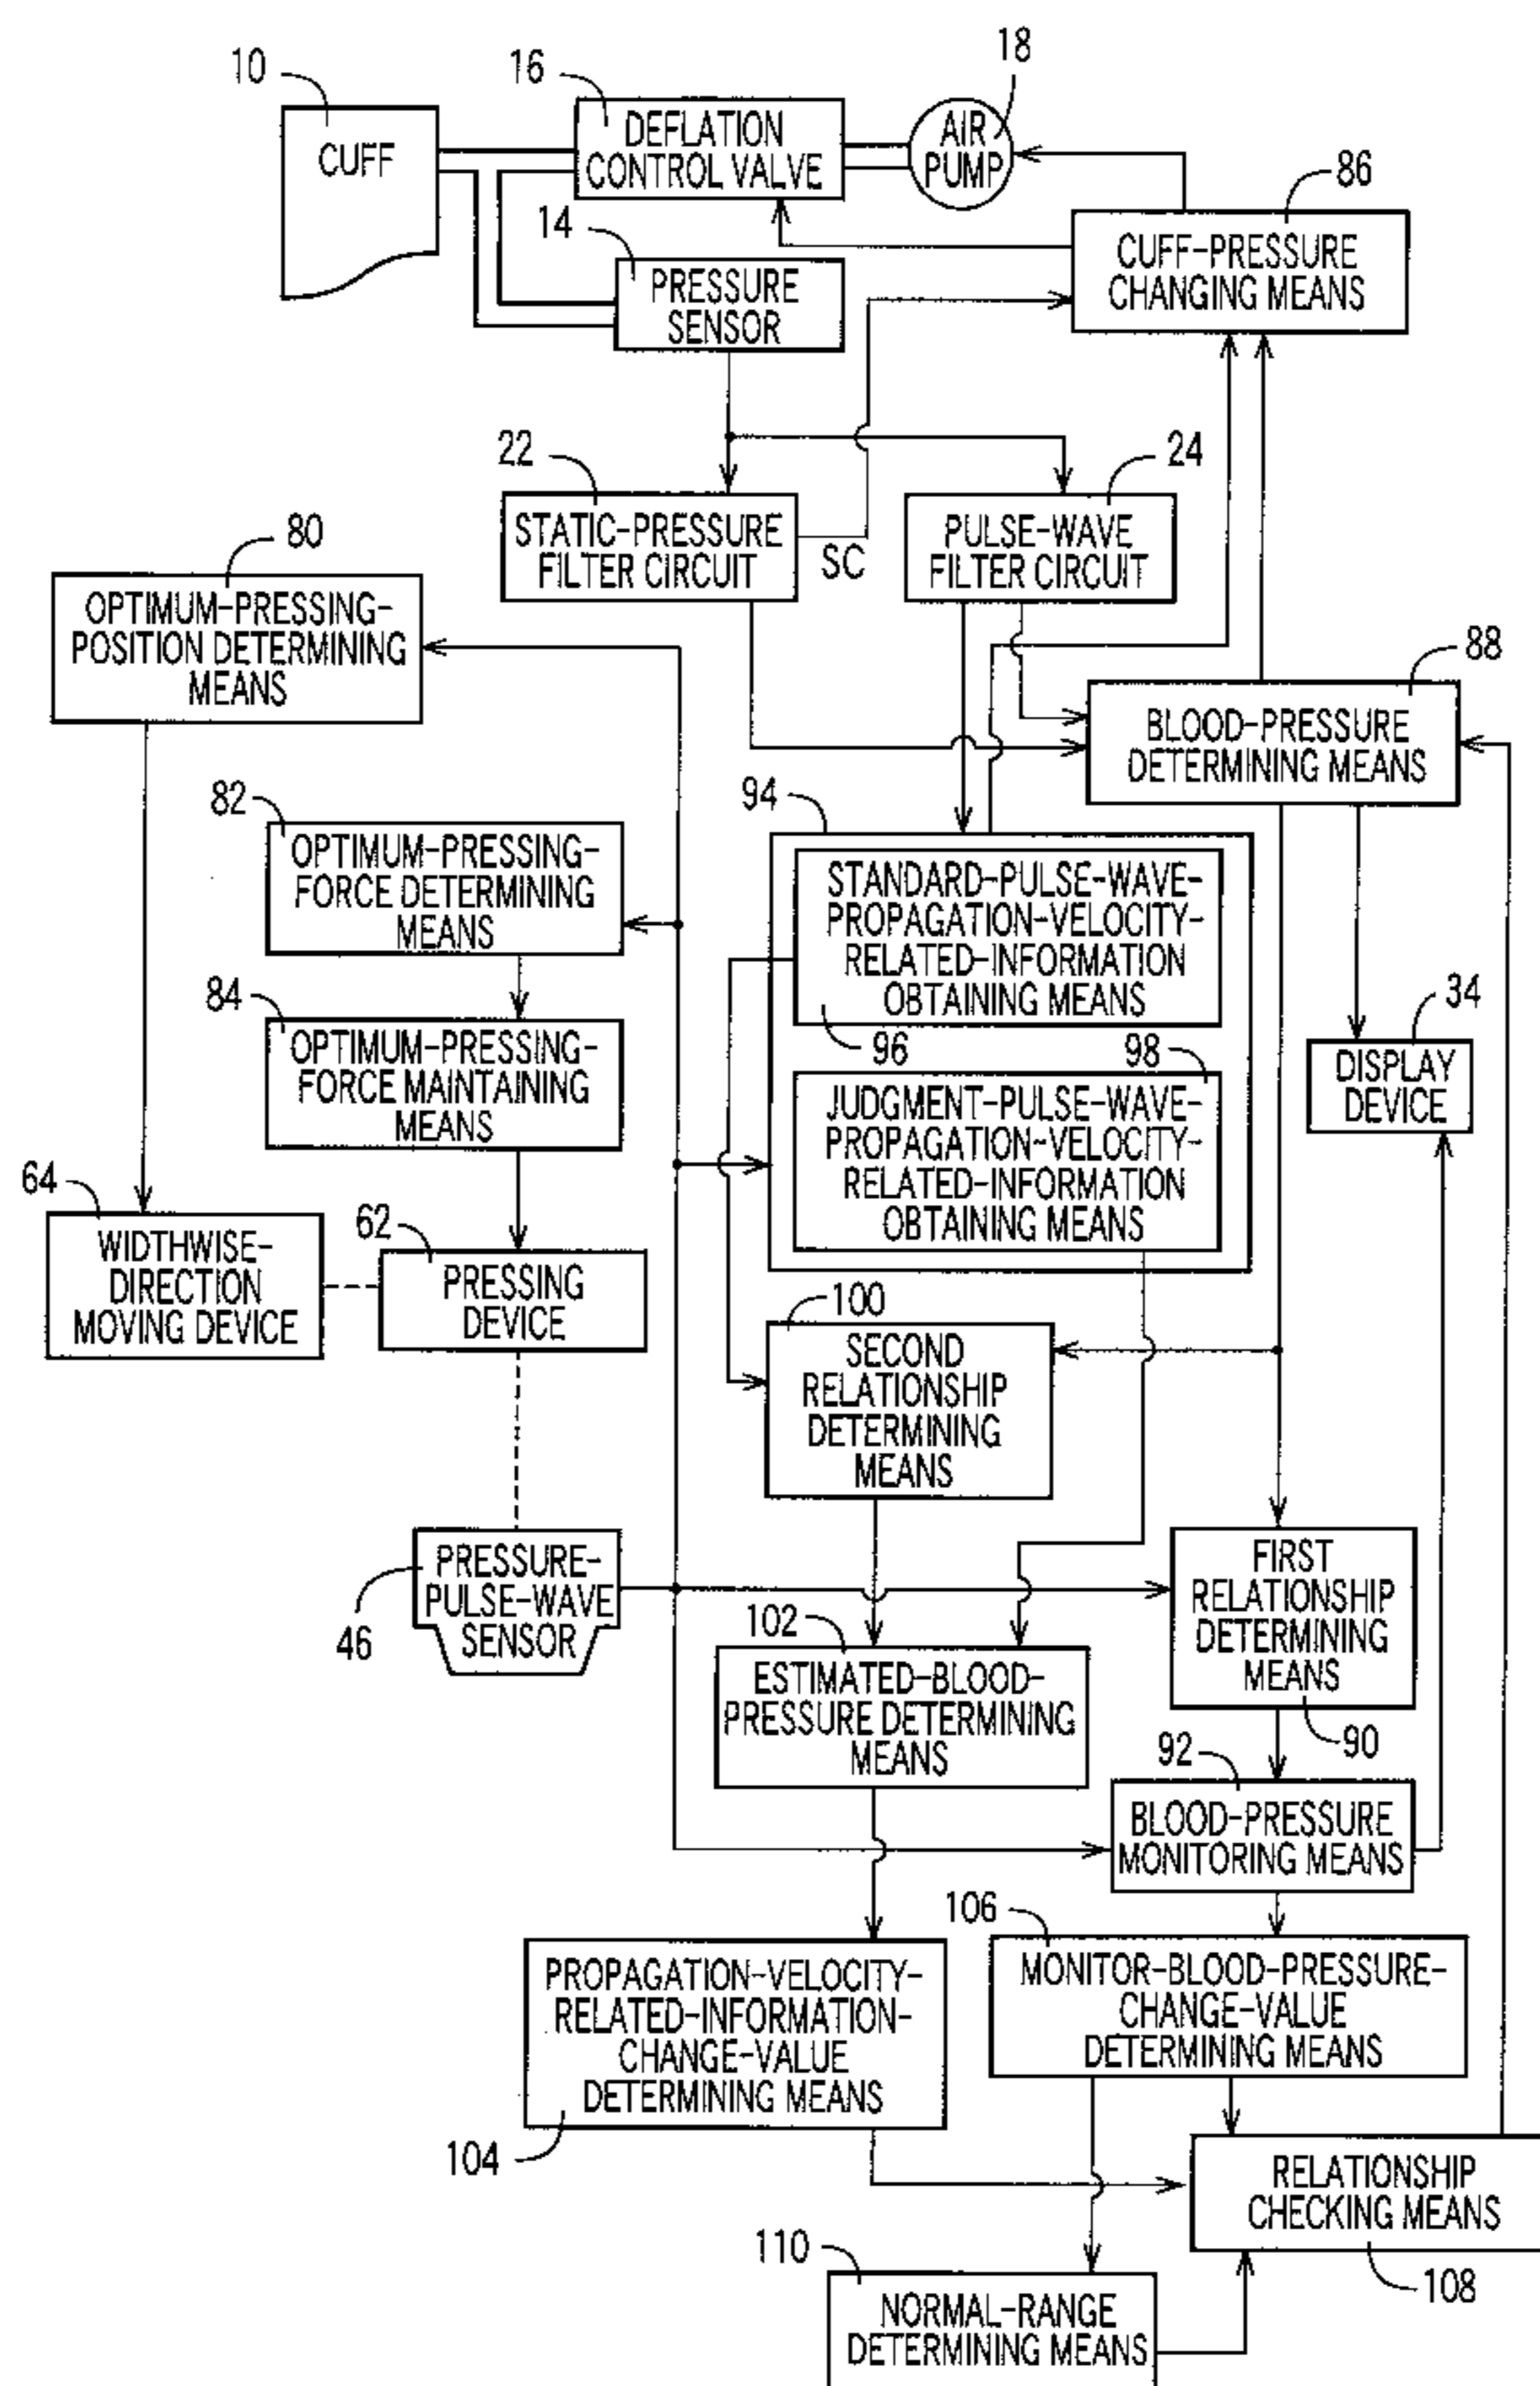 10
CUFF
16
DEFLATION
CONTROL VALVE
18
AIR
PUMP
86
CUFF-PRESSURE
CHANGING MEANS
14
PRESSURE
SENSOR
22
STATIC-PRESSURE
FILTER CIRCUIT
SC
24
PULSE-WAVE
FILTER CIRCUIT
80
OPTIMUM-PRESSING-
POSITION DETERMINING
MEANS
88
BLOOD-PRESSURE
DETERMINING MEANS
82
OPTIMUM-PRESSING-
FORCE DETERMINING
MEANS
94
STANDARD-PULSE-WAVE-
PROPAGATION-VELOCITY-
RELATED-INFORMATION
OBTAINING MEANS
96
84
OPTIMUM-PRESSING-
FORCE MAINTAINING
MEANS
98
JUDGMENT-PULSE-WAVE-
PROPAGATION-VELOCITY-
RELATED-INFORMATION
OBTAINING MEANS
34
DISPLAY
DEVICE
64
WIDTHWISE-
DIRECTION
MOVING DEVICE
62
PRESSING
DEVICE
100
SECOND
RELATIONSHIP
DETERMINING
MEANS
PRESSURE-
PULSE-WAVE
SENSOR
46
FIRST
RELATIONSHIP
DETERMINING
MEANS
90
102
ESTIMATED-BLOOD-
PRESSURE DETERMINING
MEANS
92
BLOOD-PRESSURE
MONITORING MEANS
PROPAGATION-VELOCITY-
RELATED-INFORMATION-
CHANGE-VALUE
DETERMINING MEANS
104
106
MONITOR-BLOOD-PRESSURE-
CHANGE-VALUE
DETERMINING MEANS
RELATIONSHIP
CHECKING MEANS
108
110
NORMAL-RANGE
DETERMINING MEANS